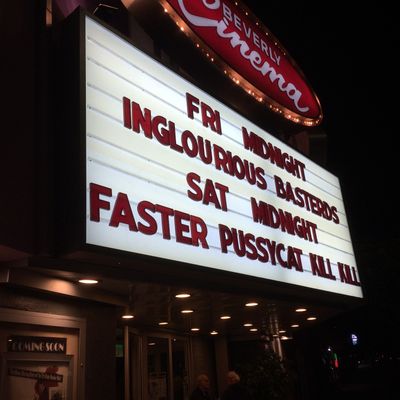 BEVERLY
Cinema
FRI MIDNIGHT
INGLOURIOUS BASTERDS
SAT MIDNIGHT
FASTER PUSSYCAT KILL KILL
COMING SOON